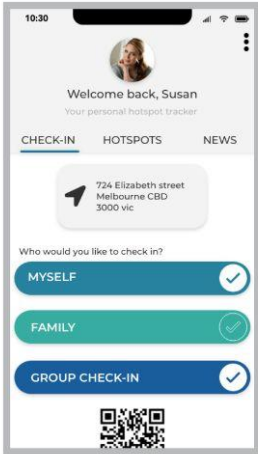 10:30
Welcome back, Susan
Your personal hotspot tracker
CHECK-IN HOTSPOTS NEWS
724 Elizabeth street
Melbourne CBD
3000 vic
Who would you like to check in?
MYSELF
FAMILY
GROUP CHECK-IN